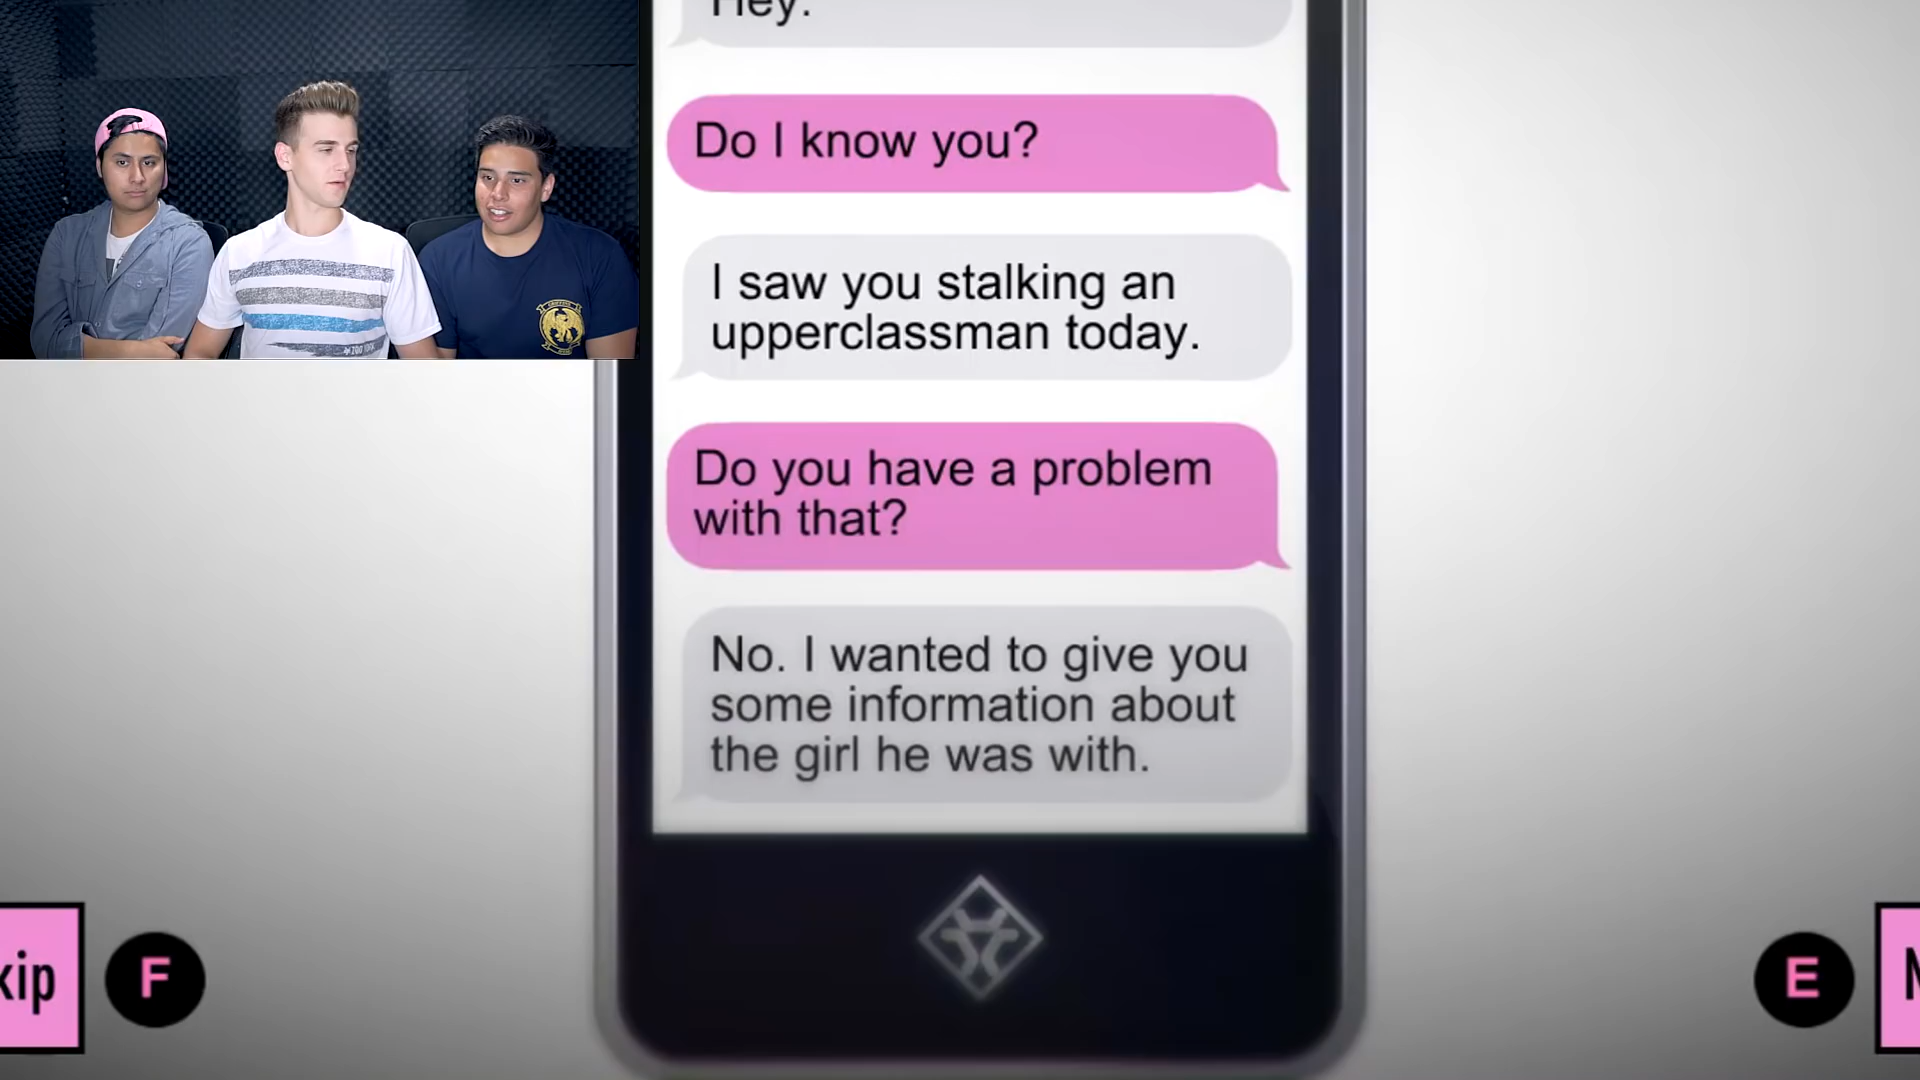 Hey.
Do I know you?
I saw you stalking an
upperclassman today.
Do you have a problem
with that?
No. I wanted to give you
some information about
the girl he was with.
kip
F
E